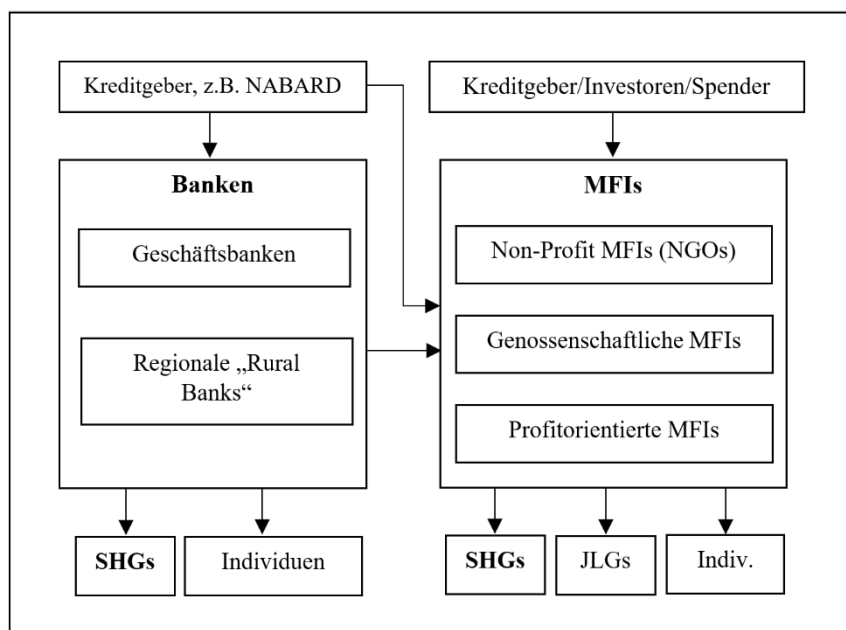 Kreditgeber, z.B. NABARD
Kreditgeber/Investoren/Spender
Banken
Geschäftsbanken
Regionale „Rural
Banks“
MFIs
Non-Profit MFIs (NGOs)
Genossenschaftliche MFIs
Profitorientierte MFIs
SHGs
Individuen
SHGs
JLGs
Indiv.